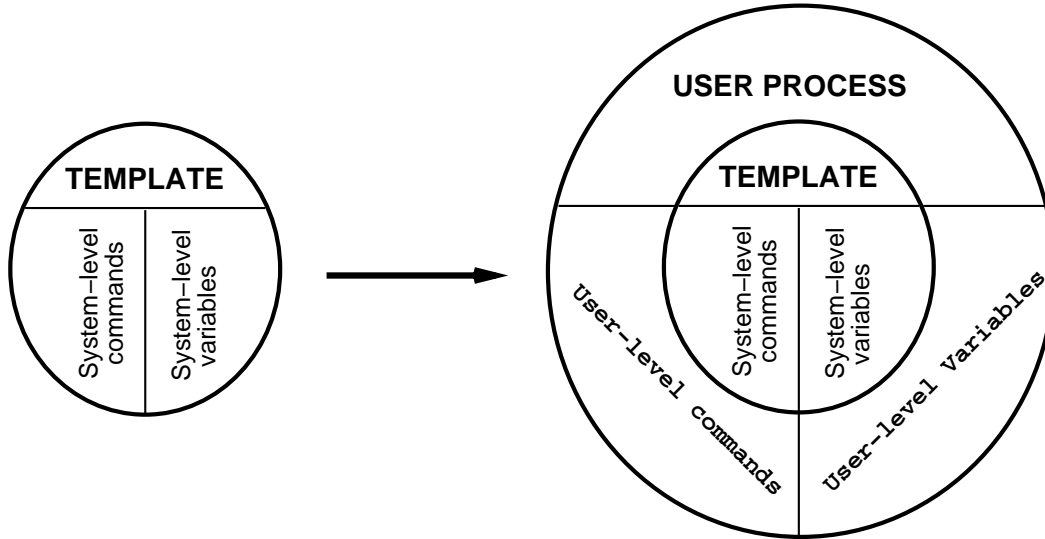 TEMPLATE
System–level
commands
System–level
variables
USER PROCESS
TEMPLATE
System–level
commands
System–level
variables
User-level commands
User-level Variables